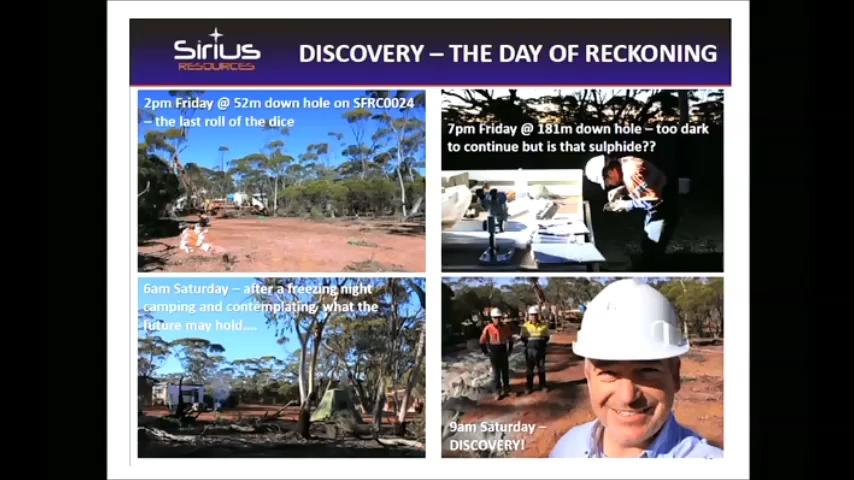 Sirius
RESOURCES
DISCOVERY – THE DAY OF RECKONING
2pm Friday @ 52m down hole on SFRC0024
– the last roll of the dice
7pm Friday @ 181m down hole – too dark
to continue but is that sulphide??
6am Saturday – after a freezing night
camping and contemplating what the
future may hold....
9am Saturday –
DISCOVERY!